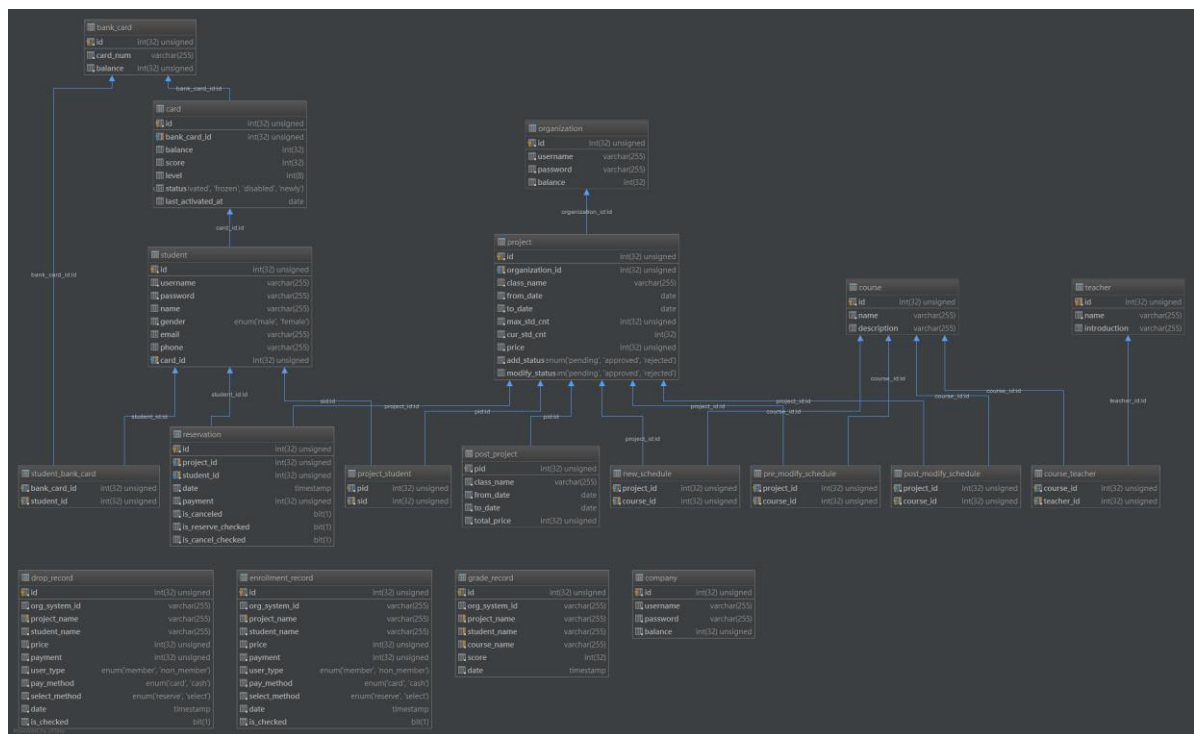 bank_card
id int(32) unsigned
card_num varchar(255)
balance int(32) unsigned
bank_card_id:id
card
id int(32) unsigned
bank_card_id int(32) unsigned
balance int(32)
score int(32)
level int(8)
status vated', 'frozen', 'disabled', 'newly')
last_activated_at date
organization
id int(32) unsigned
username varchar(255)
password varchar(255)
balance int(32)
organization_id:id
card_id:id
student
id int(32) unsigned
username varchar(255)
password varchar(255)
name varchar(255)
gender enum('male', 'female')
email varchar(255)
phone varchar(255)
card_id int(32) unsigned
project
id int(32) unsigned
organization_id int(32) unsigned
class_name varchar(255)
from_date date
to_date date
max_std_cnt int(32) unsigned
cur_std_cnt int(32)
price int(32) unsigned
add_status enum('pending', 'approved', 'rejected')
modify_status m('pending', 'approved', 'rejected')
course
id int(32) unsigned
name varchar(255)
description varchar(255)
teacher
id int(32) unsigned
name varchar(255)
introduction varchar(255)
bank_card_id:id
student_id:id
sid:id
student_id:id
project_id:id
pid:id
pid:id
project_id:id
project_id:id
course_id:id
course_id:id
course_id:id
teacher_id:id
student_bank_card
bank_card_id int(32) unsigned
student_id int(32) unsigned
reservation
id int(32) unsigned
project_id int(32) unsigned
student_id int(32) unsigned
date timestamp
payment int(32) unsigned
is_canceled bit(1)
is_reserve_checked bit(1)
is_cancel_checked bit(1)
project_student
pid int(32) unsigned
sid int(32) unsigned
post_project
pid int(32) unsigned
class_name varchar(255)
from_date date
to_date date
total_price int(32) unsigned
new_schedule
project_id int(32) unsigned
course_id int(32) unsigned
pre_modify_schedule
project_id int(32) unsigned
course_id int(32) unsigned
post_modify_schedule
project_id int(32) unsigned
course_id int(32) unsigned
course_teacher
course_id int(32) unsigned
teacher_id int(32) unsigned
drop_record
id int(32) unsigned
org_system_id varchar(255)
project_name varchar(255)
student_name varchar(255)
price int(32) unsigned
payment int(32) unsigned
user_type enum('member', 'non_member')
pay_method enum('card', 'cash')
select_method enum('reserve', 'select')
date timestamp
is_checked bit(1)
enrollment_record
id int(32) unsigned
org_system_id varchar(255)
project_name varchar(255)
student_name varchar(255)
price int(32) unsigned
payment int(32) unsigned
user_type enum('member', 'non_member')
pay_method enum('card', 'cash')
select_method enum('reserve', 'select')
date timestamp
is_checked bit(1)
grade_record
id int(32) unsigned
org_system_id varchar(255)
project_name varchar(255)
student_name varchar(255)
course_name varchar(255)
score int(32)
date timestamp
company
id int(32) unsigned
username varchar(255)
password varchar(255)
balance int(32) unsigned